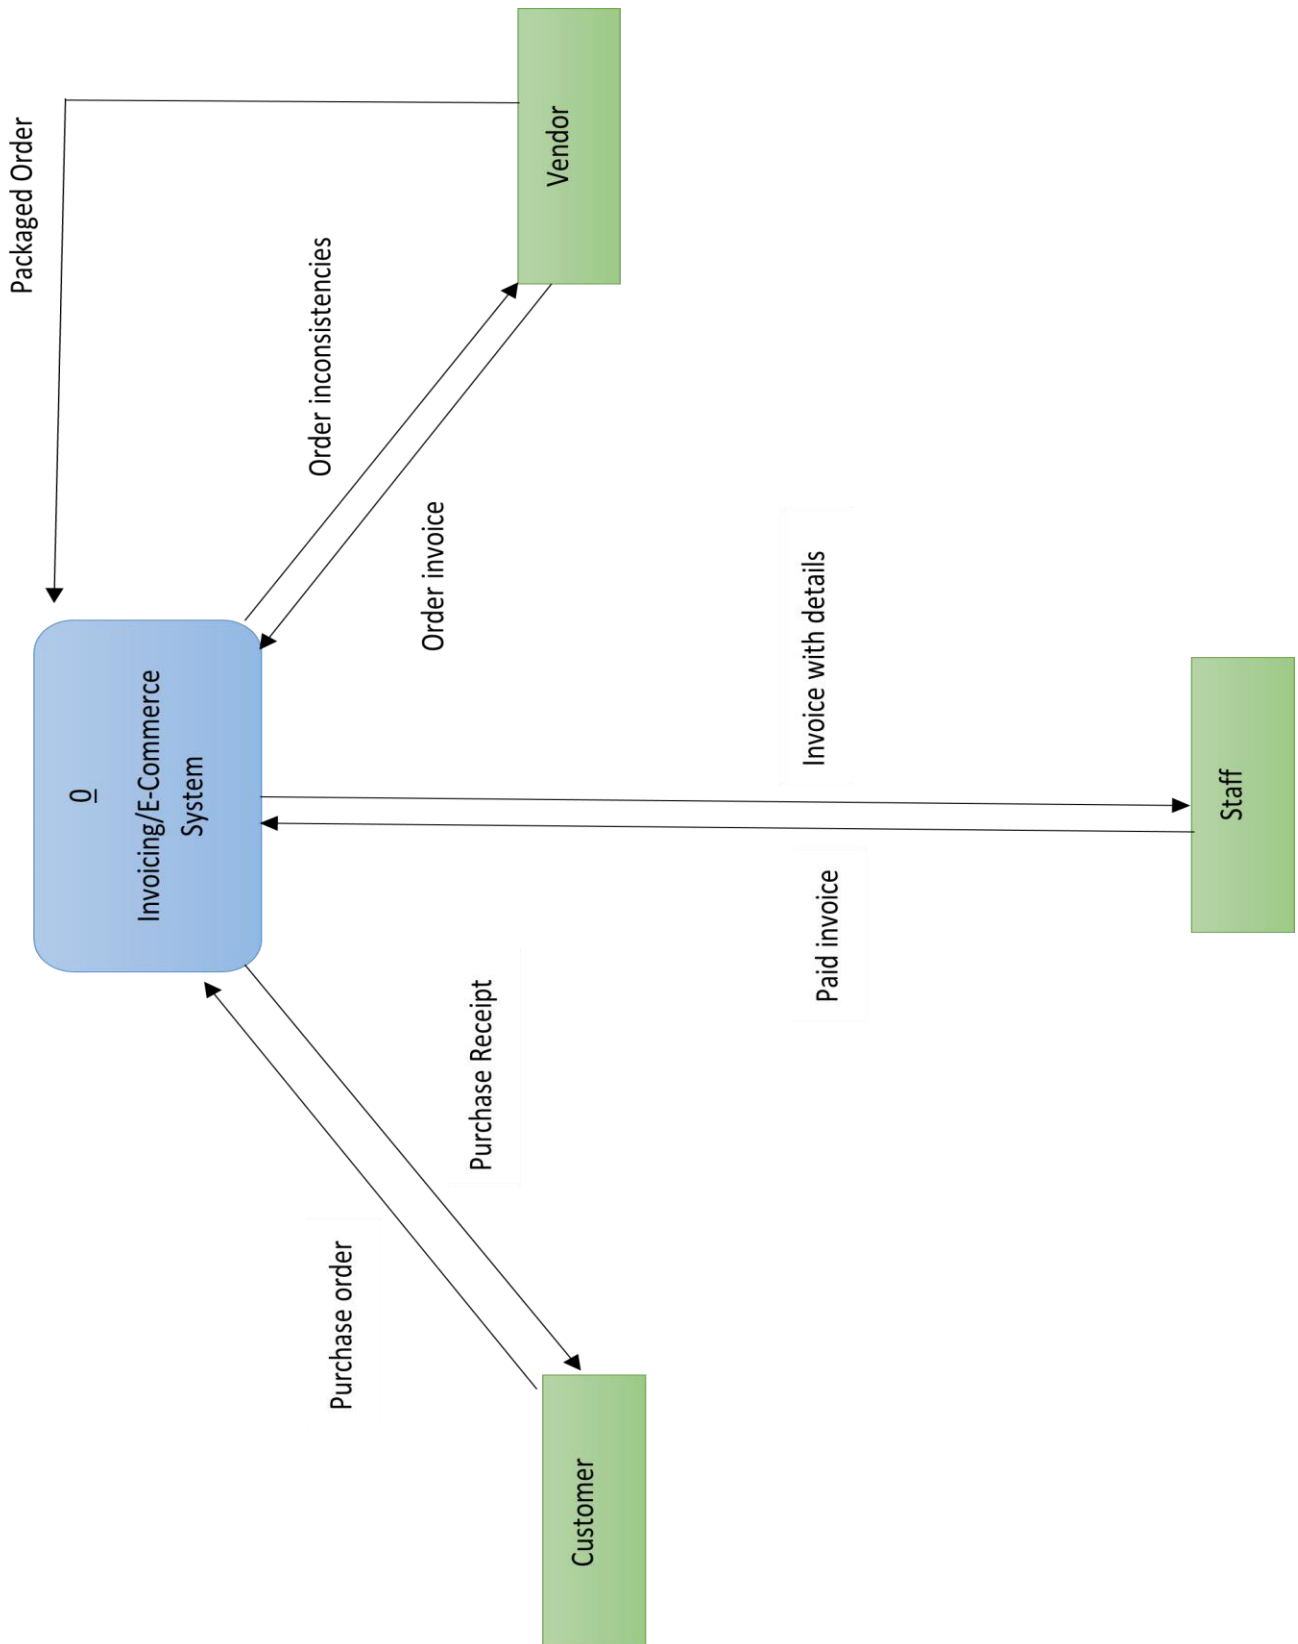 0
Invoicing/E-Commerce
System
Packaged Order
Order inconsistencies
Order invoice
Vendor
Purchase order
Purchase Receipt
Customer
Paid invoice
Invoice with details
Staff